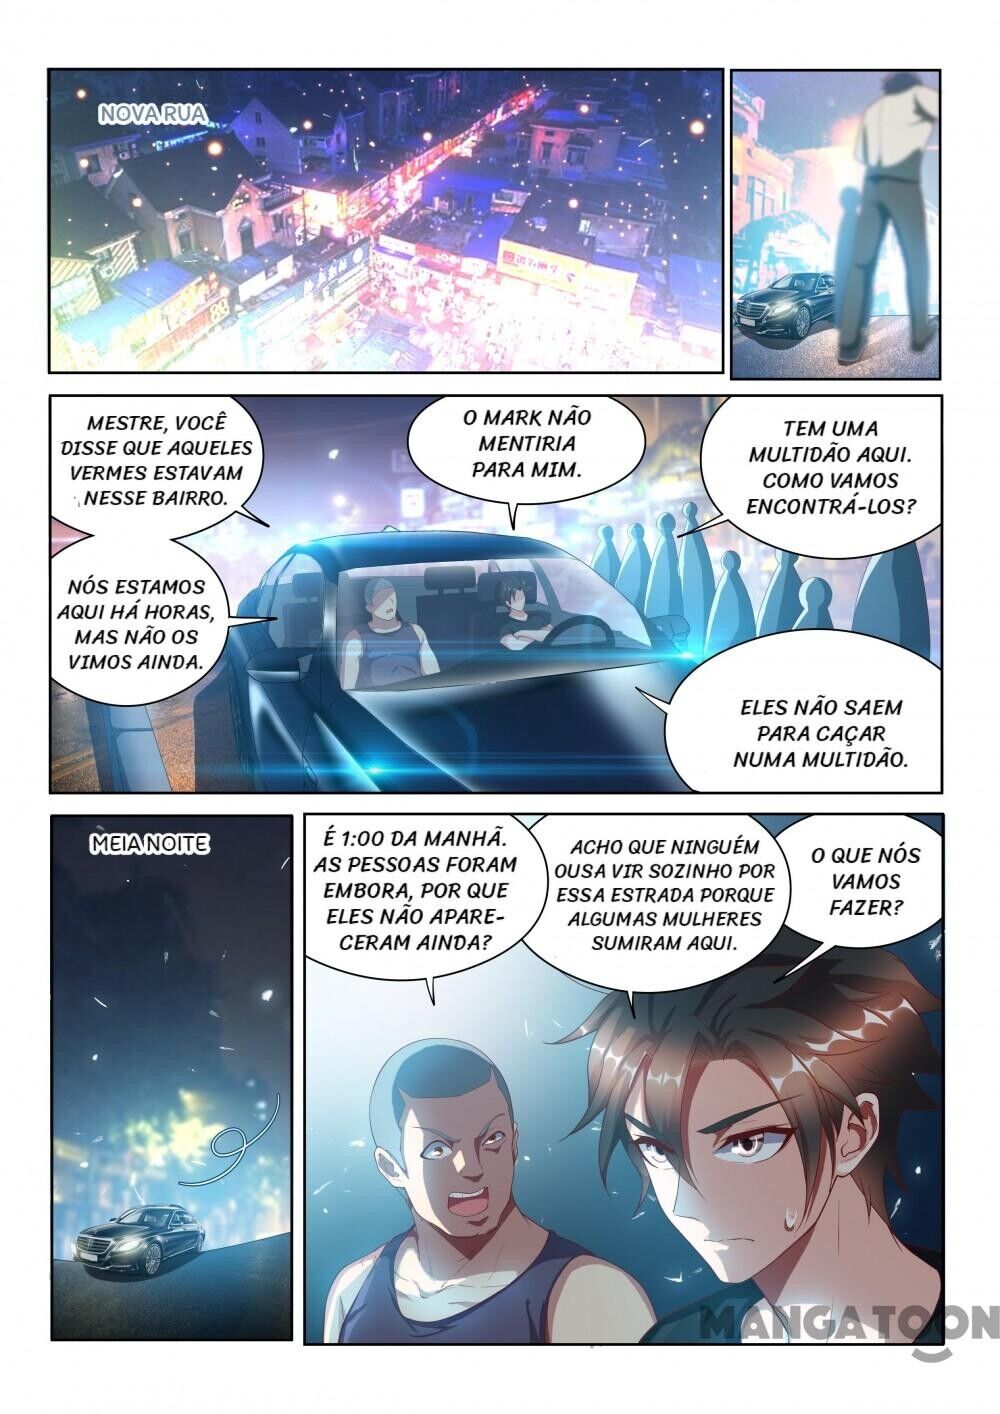 NOVA RUA
MESTRE, VOCÊ
DISSE QUE AQUELES
VERMES ESTAVAM
NESSE BAIRRO.
NÓS ESTAMOS
AQUI HÁ HORAS,
MAS NÃO OS
VIMOS AINDA.
O MARK NÃO
MENTIRIA
PARA MIM.
TEM UMA
MULTIDÃO AQUI.
COMO VAMOS
ENCONTRÁ-LOS?
ELES NÃO SAEM
PARA CAÇAR
NUMA MULTIDÃO.
MEIA NOITE
É 1:00 DA MANHÃ.
AS PESSOAS FORAM
EMBORA, POR QUE
ELES NÃO APARE-
CERAM AINDA?
ACHO QUE NINGUÉM
OUSA VIR SOZINHO POR
ESSA ESTRADA PORQUE
ALGUMAS MULHERES
SUMIRAM AQUI.
O QUE NÓS
VAMOS
FAZER?
MANGATOON